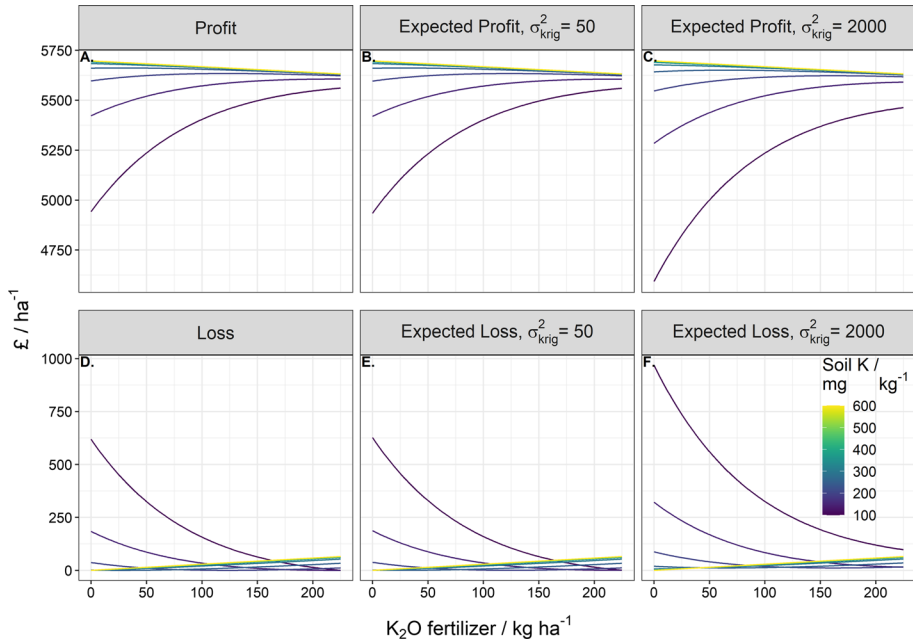 Profit
Expected Profit, σ²krig= 50
Expected Profit, σ²krig= 2000
A.
B.
C.
5750
5500
5250
5000
4750
£ / ha⁻¹
Loss
Expected Loss, σ²krig= 50
Expected Loss, σ²krig= 2000
D.
E.
F.
1000
750
500
250
0
Soil K /
mg kg⁻¹
600
500
400
300
200
100
0 50 100 150 200
0 50 100 150 200
0 50 100 150 200
K₂O fertilizer / kg ha⁻¹